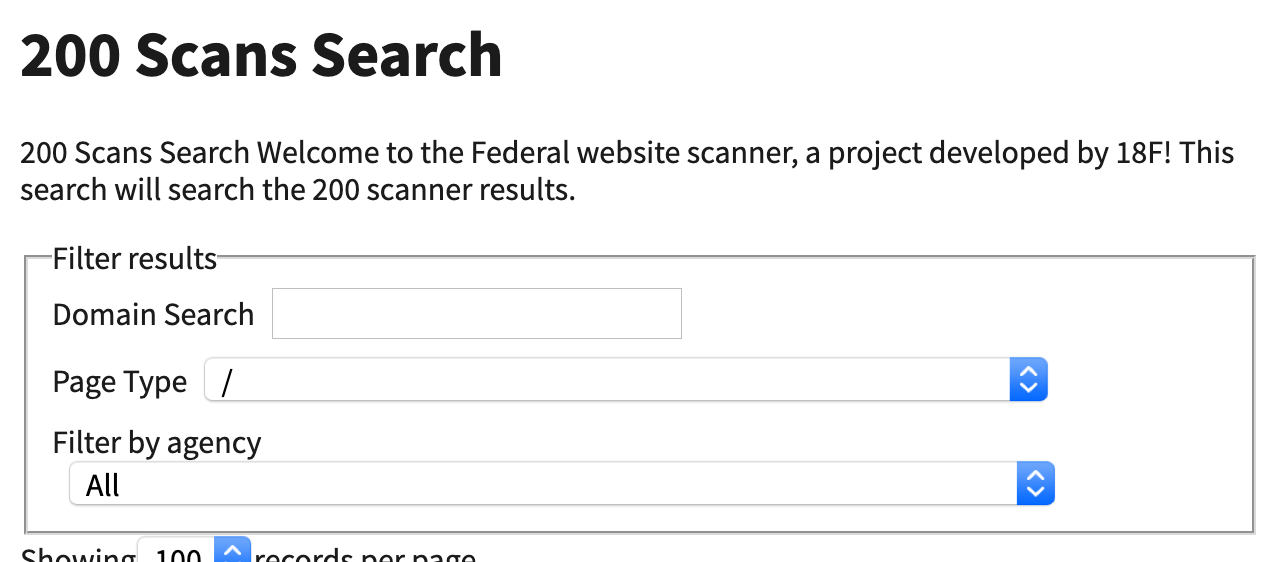 200 Scans Search
200 Scans Search Welcome to the Federal website scanner, a project developed by 18F! This
search will search the 200 scanner results.
Filter results
Domain Search
Page Type /
Filter by agency
All
Showing 100 records per page